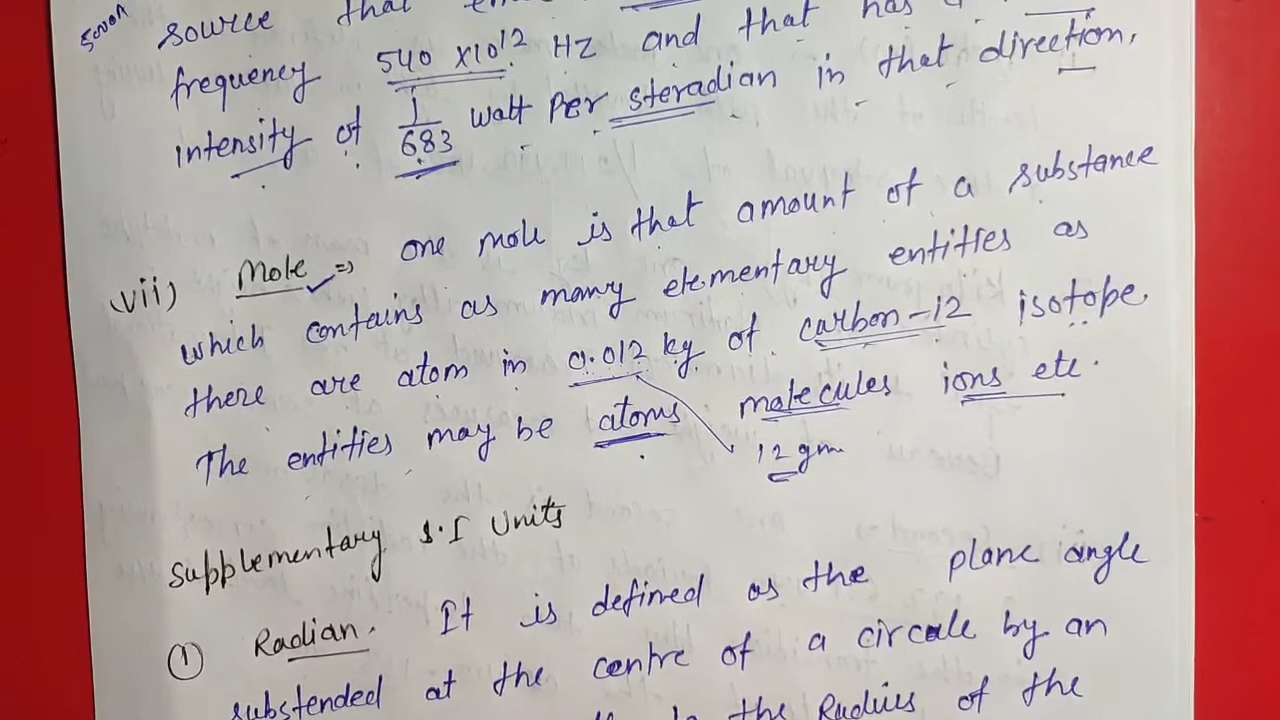 source that
frequency 540 ×10¹² HZ and that has a
intensity of 1/683 watt Per steradian in that direction,
(vii) Mole ⇒ one mole is that amount of a substance
which contains as many elementary entities as
there are atom in 0.012 kg of carbon-12 isotope.
The entities may be atoms molecules ions etc.
12 gm
Supplementary S.I Units
① Radian. It is defined as the plane angle
substended at the centre of a circule by an
the Radius of the